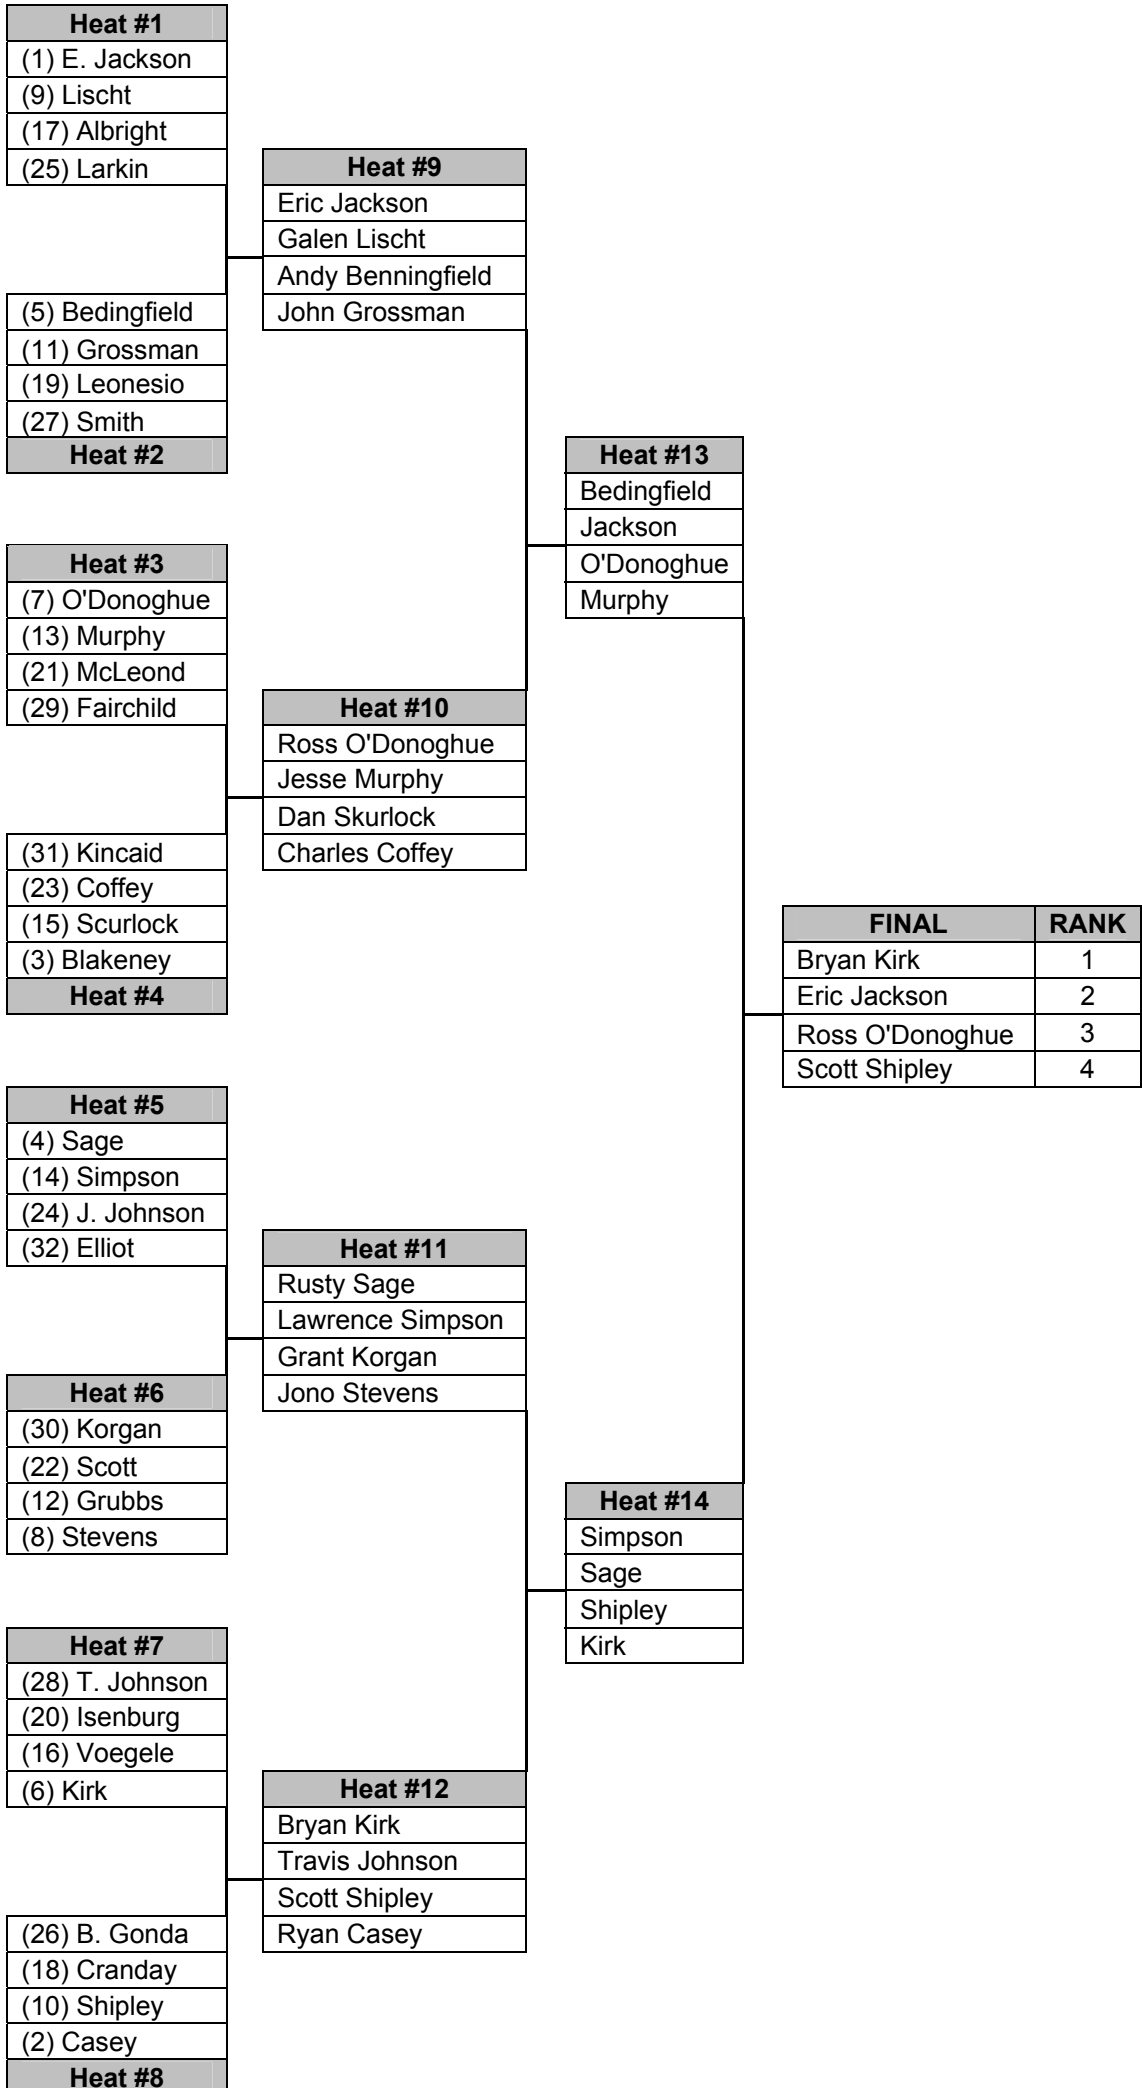 Heat #1
(1) E. Jackson
(9) Lischt
(17) Albright
(25) Larkin
(5) Bedingfield
(11) Grossman
(19) Leonesio
(27) Smith
Heat #2
Heat #3
(7) O'Donoghue
(13) Murphy
(21) McLeond
(29) Fairchild
(31) Kincaid
(23) Coffey
(15) Scurlock
(3) Blakeney
Heat #4
Heat #5
(4) Sage
(14) Simpson
(24) J. Johnson
(32) Elliot
Heat #6
(30) Korgan
(22) Scott
(12) Grubbs
(8) Stevens
Heat #7
(28) T. Johnson
(20) Isenburg
(16) Voegele
(6) Kirk
(26) B. Gonda
(18) Cranday
(10) Shipley
(2) Casey
Heat #8
Heat #9
Eric Jackson
Galen Lischt
Andy Benningfield
John Grossman
Heat #10
Ross O'Donoghue
Jesse Murphy
Dan Skurlock
Charles Coffey
Heat #11
Rusty Sage
Lawrence Simpson
Grant Korgan
Jono Stevens
Heat #12
Bryan Kirk
Travis Johnson
Scott Shipley
Ryan Casey
Heat #13
Bedingfield
Jackson
O'Donoghue
Murphy
Heat #14
Simpson
Sage
Shipley
Kirk
FINAL RANK
Bryan Kirk 1
Eric Jackson 2
Ross O'Donoghue 3
Scott Shipley 4